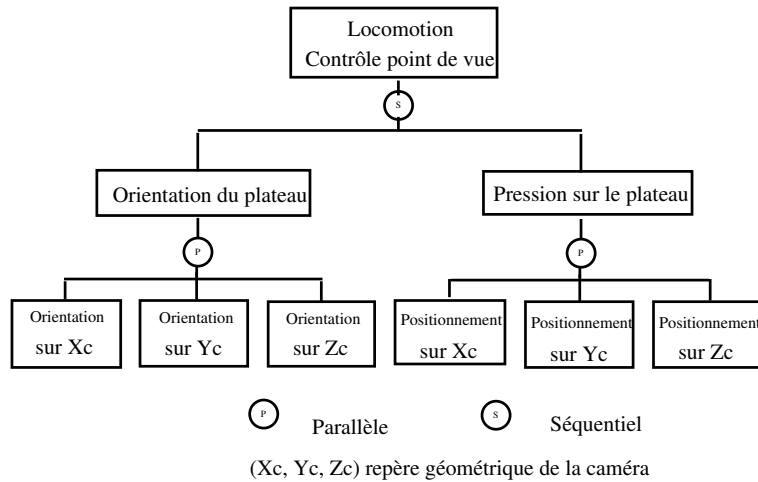 Locomotion
Contrôle point de vue
S
Orientation du plateau
Pression sur le plateau
P
P
Orientation
sur Xc
Orientation
sur Yc
Orientation
sur Zc
Positionnement
sur Xc
Positionnement
sur Yc
Positionnement
sur Zc
P
Parallèle
S
Séquentiel
(Xc, Yc, Zc) repère géométrique de la caméra